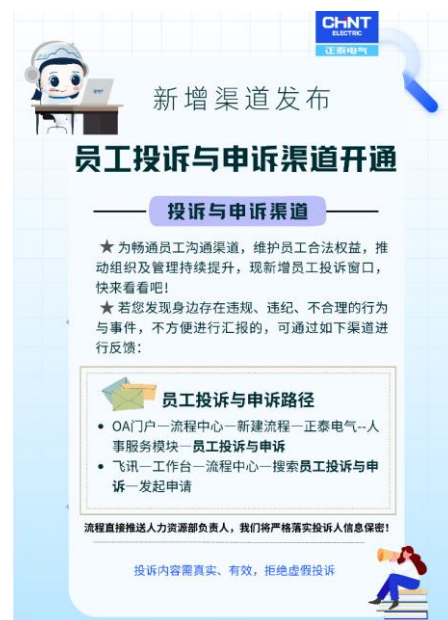 CHNT
ELECTRIC
正泰电气
新增渠道发布
员工投诉与申诉渠道开通
投诉与申诉渠道
★为畅通员工沟通渠道，维护员工合法权益，推
动组织及管理持续提升，现新增员工投诉窗口，
快来看看吧！
★若您发现身边存在违规、违纪、不合理的行为
与事件，不方便进行汇报的，可通过如下渠道进
行反馈：
员工投诉与申诉路径
• OA门户—流程中心—新建流程—正泰电气--人
事服务模块—员工投诉与申诉
• 飞讯—工作台—流程中心—搜索员工投诉与申
诉—发起申请
流程直接推送人力资源部负责人，我们将严格落实投诉人信息保密！
投诉内容需真实、有效，拒绝虚假投诉